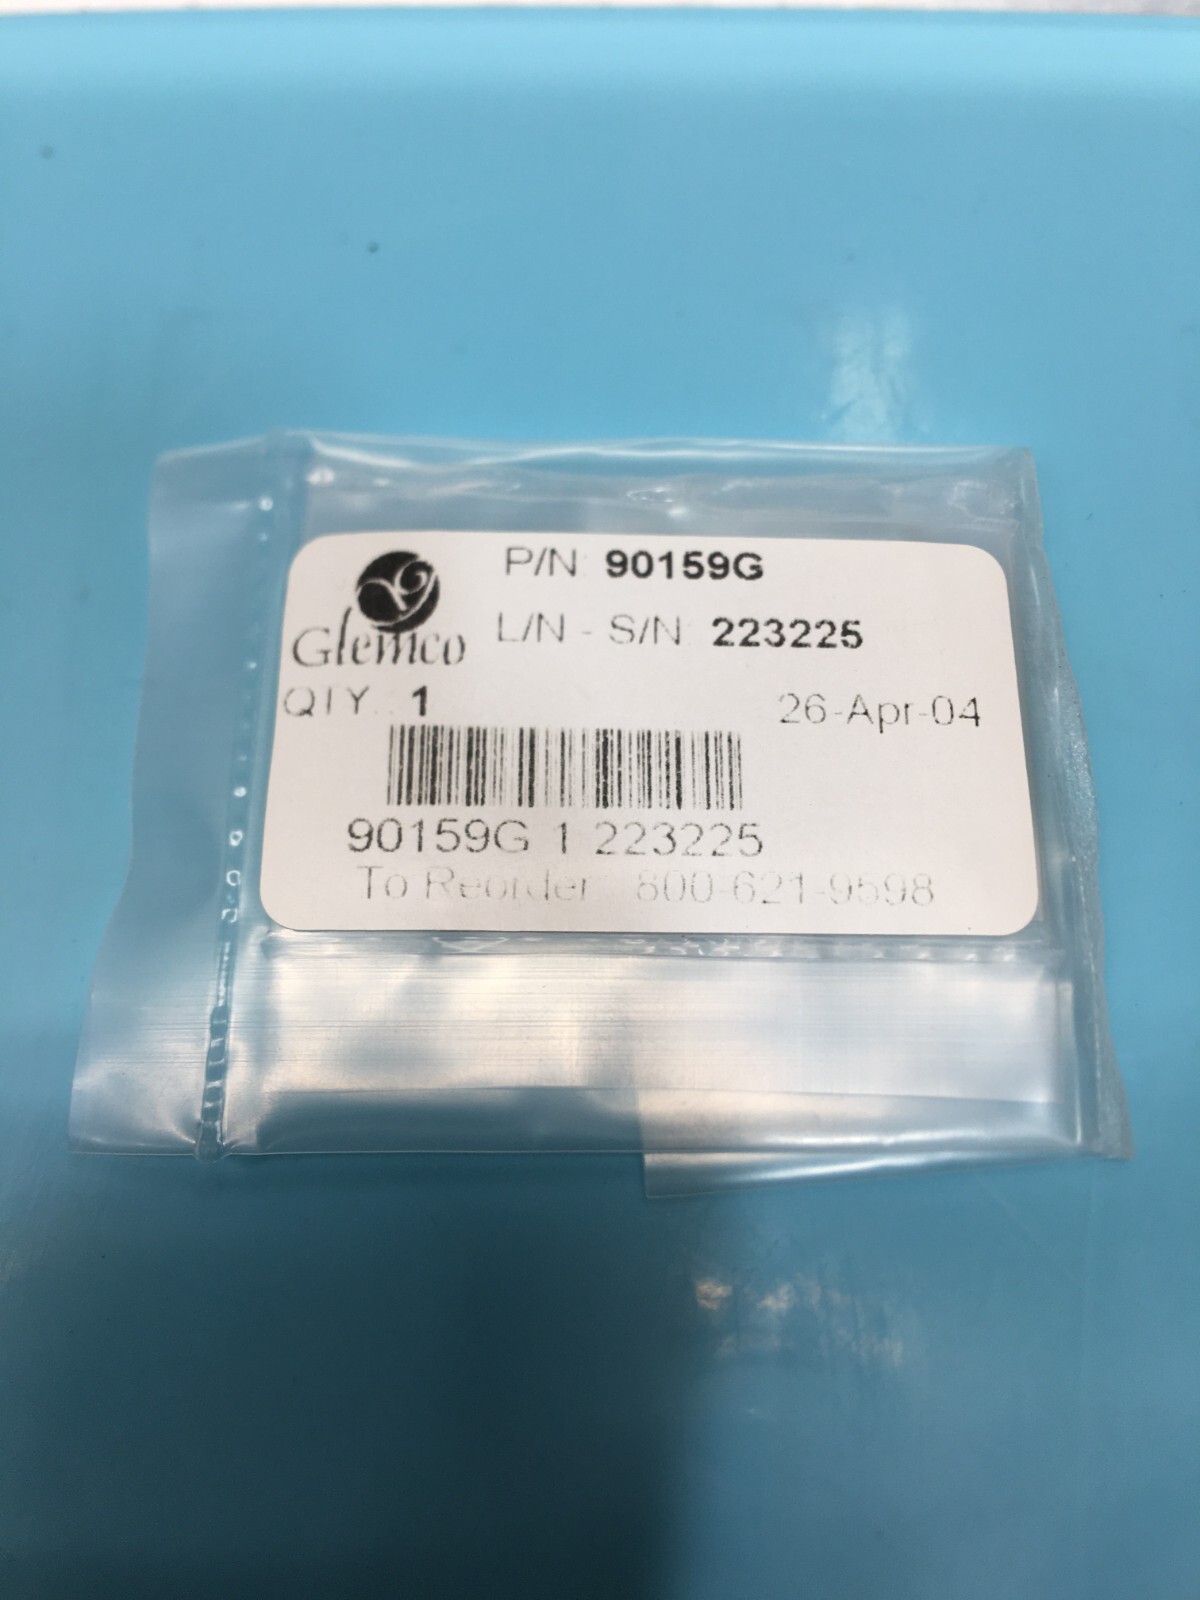 Glemco
P/N: 90159G
L/N - S/N: 223225
QTY.: 1
26-Apr-04
90159G 1 223225
To Reorder: 800-621-9598